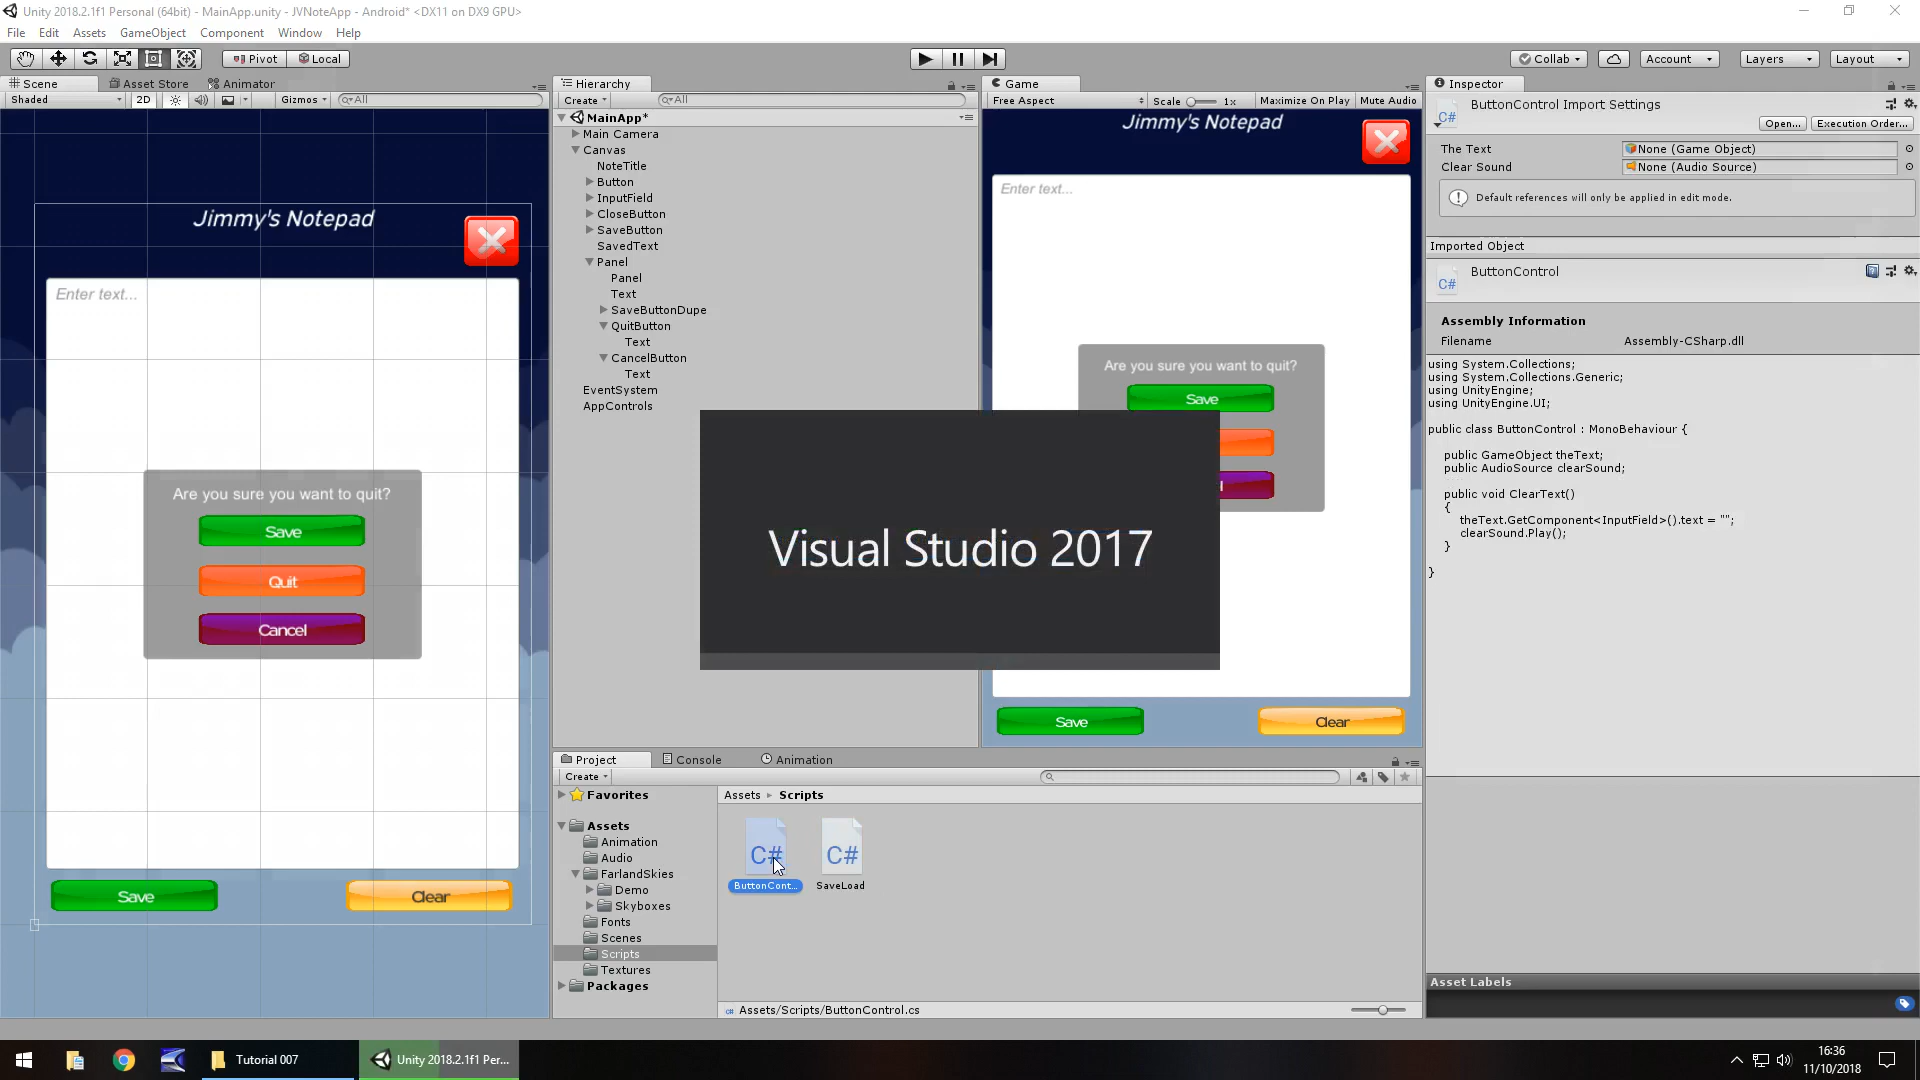 Unity 2018.2.1f1 Personal (64bit) - MainApp.unity - JVNoteApp - Android* <DX11 on DX9 GPU>
File Edit Assets GameObject Component Window Help
Pivot Local
Collab Account Layers Layout
Scene Asset Store Animator
Shaded 2D Gizmos All
Jimmy's Notepad
Enter text...
Are you sure you want to quit?
Save
Quit
Cancel
Save Clear
Hierarchy
Create All
MainApp*
Main Camera
Canvas
NoteTitle
Button
InputField
CloseButton
SaveButton
SavedText
Panel
Panel
Text
SaveButtonDupe
QuitButton
Text
CancelButton
Text
EventSystem
AppControls
Game
Free Aspect Scale 1x Maximize On Play Mute Audio
Jimmy's Notepad
Enter text...
Are you sure you want to quit?
Save
Save Clear
Visual Studio 2017
Project Console Animation
Create
Favorites
Assets
Animation
Audio
FarlandSkies
Demo
Skyboxes
Fonts
Scenes
Scripts
Textures
Packages
Assets Scripts
C# C#
ButtonCont... SaveLoad
Assets/Scripts/ButtonControl.cs
Inspector
ButtonControl Import Settings
C#
Open... Execution Order...
The Text None (Game Object)
Clear Sound None (Audio Source)
Default references will only be applied in edit mode.
Imported Object
ButtonControl
C#
Assembly Information
Filename Assembly-CSharp.dll
using System.Collections;
using System.Collections.Generic;
using UnityEngine;
using UnityEngine.UI;
public class ButtonControl : MonoBehaviour {
public GameObject theText;
public AudioSource clearSound;
public void ClearText()
{
theText.GetComponent<InputField>().text = "";
clearSound.Play();
}
}
Asset Labels
Tutorial 007
Unity 2018.2.1f1 Per...
16:36
11/10/2018